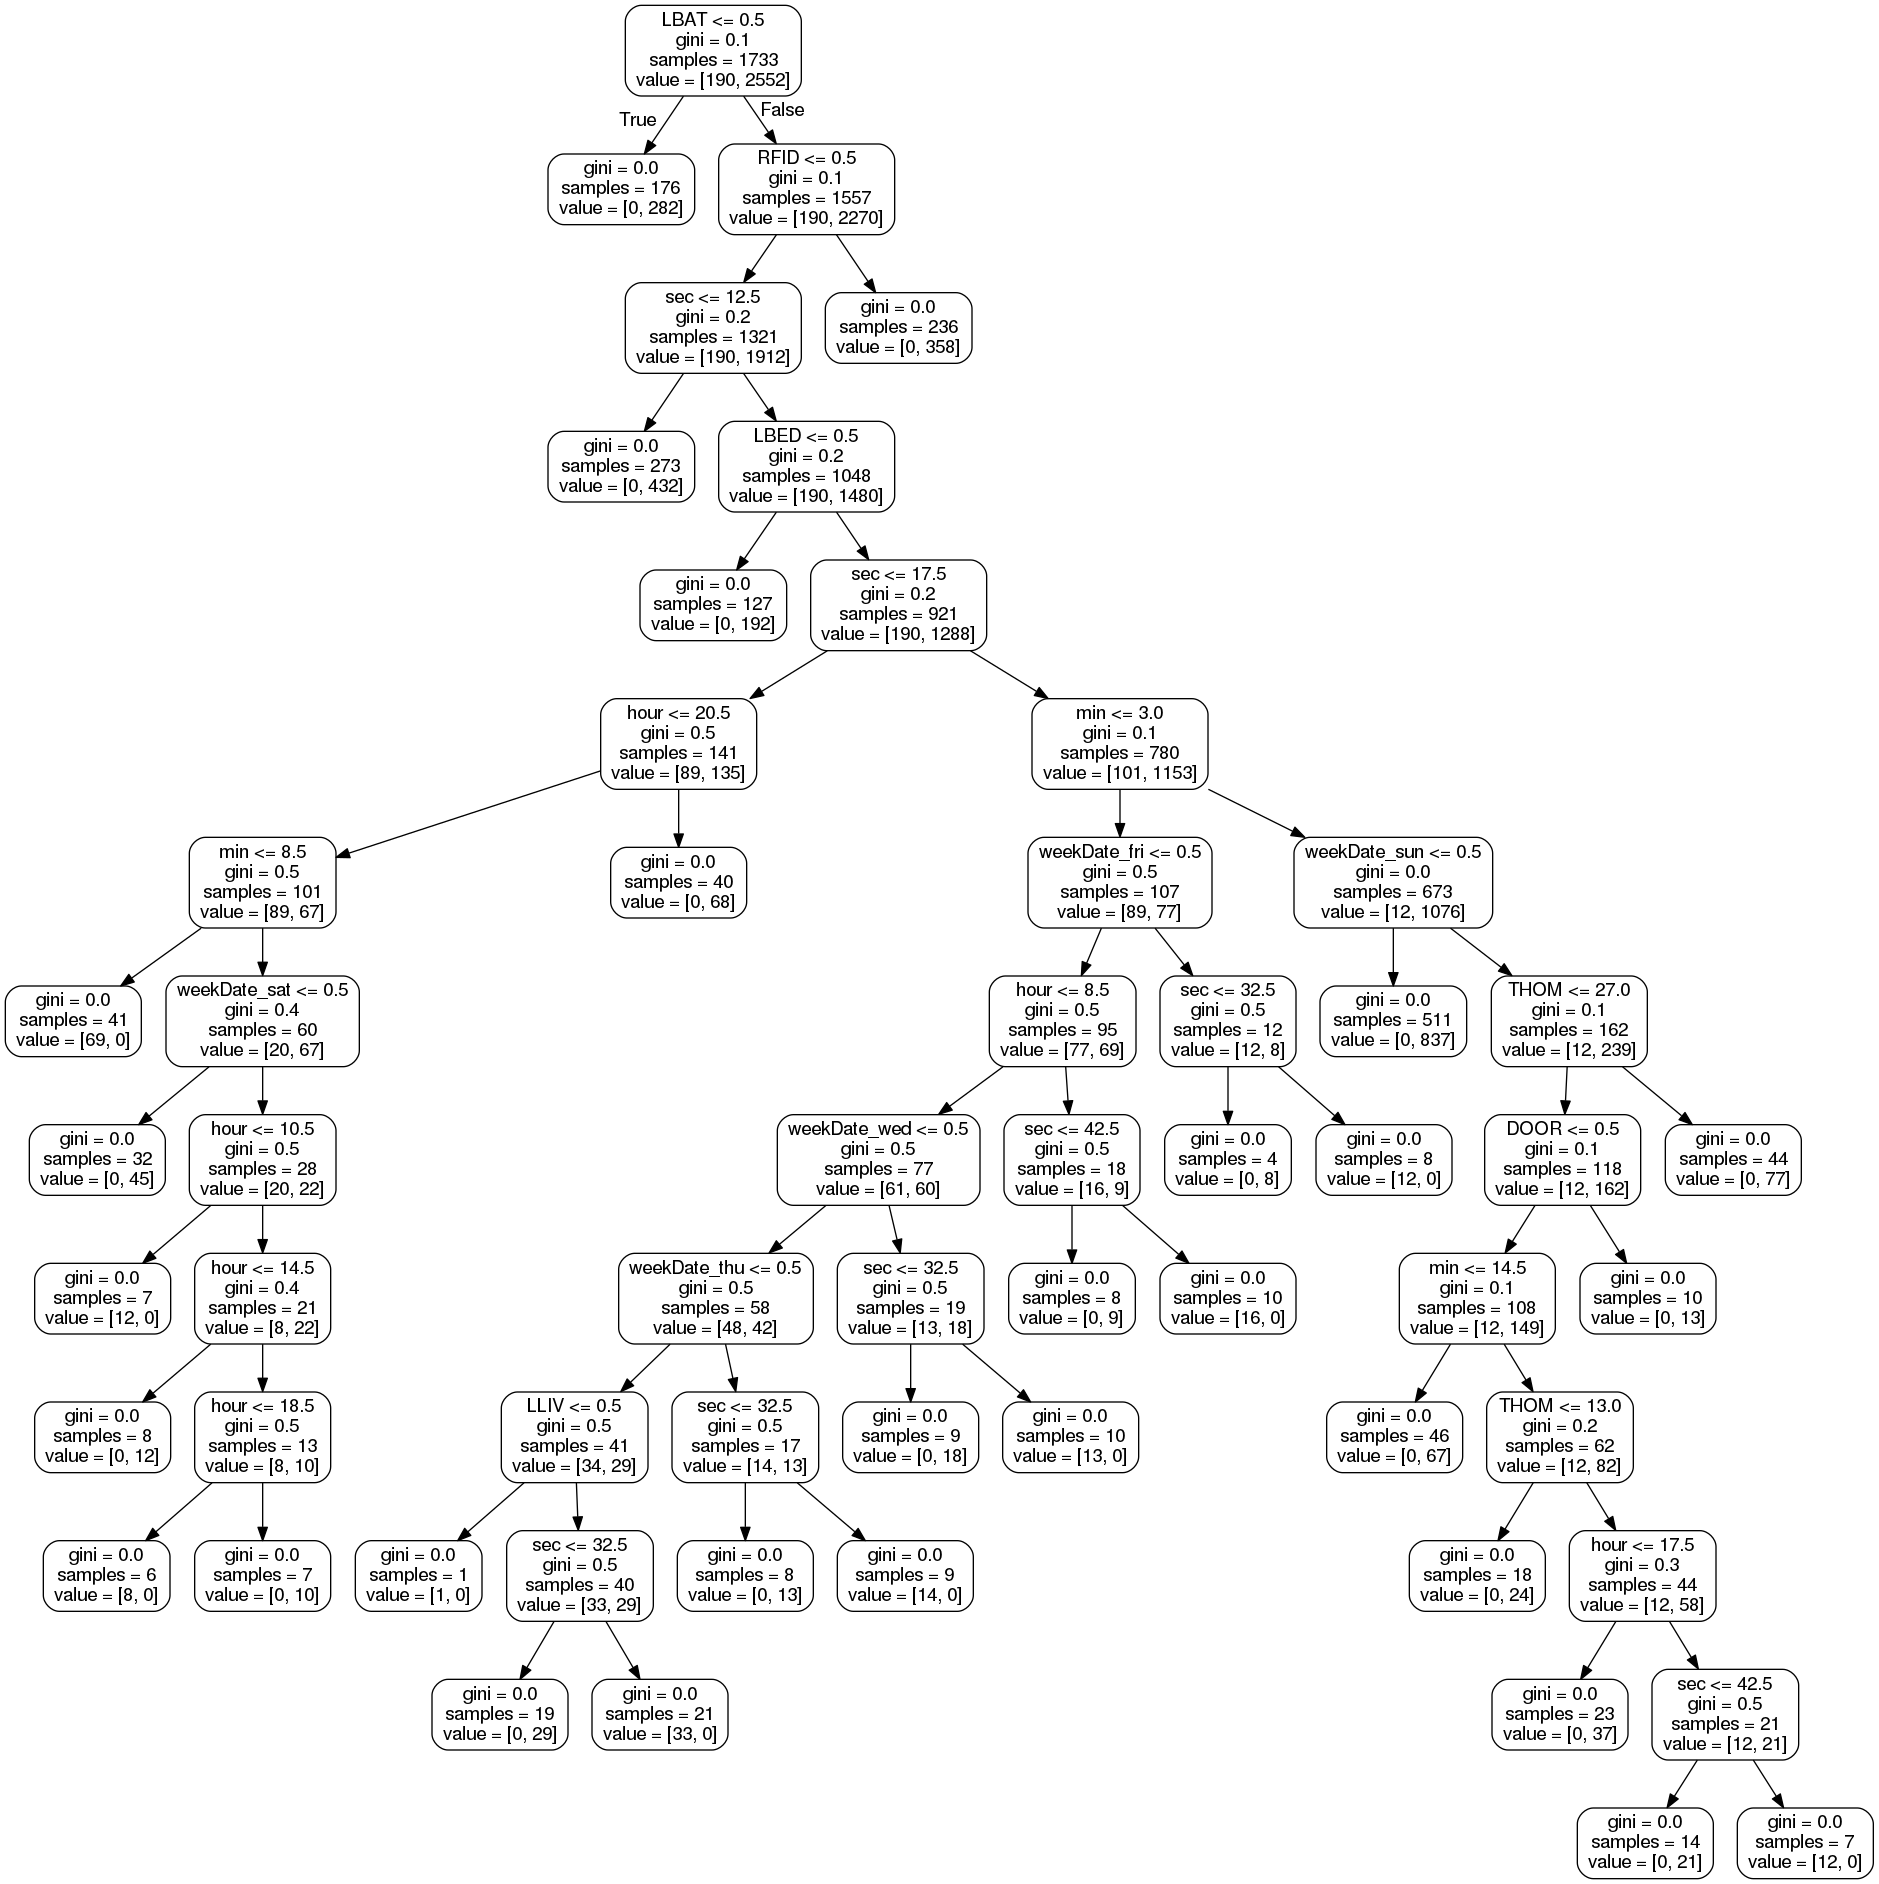 LBAT <= 0.5
gini = 0.1
samples = 1733
value = [190, 2552]
True
False
gini = 0.0
samples = 176
value = [0, 282]
RFID <= 0.5
gini = 0.1
samples = 1557
value = [190, 2270]
sec <= 12.5
gini = 0.2
samples = 1321
value = [190, 1912]
gini = 0.0
samples = 236
value = [0, 358]
gini = 0.0
samples = 273
value = [0, 432]
LBED <= 0.5
gini = 0.2
samples = 1048
value = [190, 1480]
gini = 0.0
samples = 127
value = [0, 192]
sec <= 17.5
gini = 0.2
samples = 921
value = [190, 1288]
hour <= 20.5
gini = 0.5
samples = 141
value = [89, 135]
min <= 3.0
gini = 0.1
samples = 780
value = [101, 1153]
min <= 8.5
gini = 0.5
samples = 101
value = [89, 67]
gini = 0.0
samples = 40
value = [0, 68]
weekDate_fri <= 0.5
gini = 0.5
samples = 107
value = [89, 77]
weekDate_sun <= 0.5
gini = 0.0
samples = 673
value = [12, 1076]
gini = 0.0
samples = 41
value = [69, 0]
weekDate_sat <= 0.5
gini = 0.4
samples = 60
value = [20, 67]
hour <= 8.5
gini = 0.5
samples = 95
value = [77, 69]
sec <= 32.5
gini = 0.5
samples = 12
value = [12, 8]
gini = 0.0
samples = 511
value = [0, 837]
THOM <= 27.0
gini = 0.1
samples = 162
value = [12, 239]
gini = 0.0
samples = 32
value = [0, 45]
hour <= 10.5
gini = 0.5
samples = 28
value = [20, 22]
weekDate_wed <= 0.5
gini = 0.5
samples = 77
value = [61, 60]
sec <= 42.5
gini = 0.5
samples = 18
value = [16, 9]
gini = 0.0
samples = 4
value = [0, 8]
gini = 0.0
samples = 8
value = [12, 0]
DOOR <= 0.5
gini = 0.1
samples = 118
value = [12, 162]
gini = 0.0
samples = 44
value = [0, 77]
gini = 0.0
samples = 7
value = [12, 0]
hour <= 14.5
gini = 0.4
samples = 21
value = [8, 22]
weekDate_thu <= 0.5
gini = 0.5
samples = 58
value = [48, 42]
sec <= 32.5
gini = 0.5
samples = 19
value = [13, 18]
gini = 0.0
samples = 8
value = [0, 9]
gini = 0.0
samples = 10
value = [16, 0]
min <= 14.5
gini = 0.1
samples = 108
value = [12, 149]
gini = 0.0
samples = 10
value = [0, 13]
gini = 0.0
samples = 8
value = [0, 12]
hour <= 18.5
gini = 0.5
samples = 13
value = [8, 10]
LLIV <= 0.5
gini = 0.5
samples = 41
value = [34, 29]
sec <= 32.5
gini = 0.5
samples = 17
value = [14, 13]
gini = 0.0
samples = 9
value = [0, 18]
gini = 0.0
samples = 10
value = [13, 0]
gini = 0.0
samples = 46
value = [0, 67]
THOM <= 13.0
gini = 0.2
samples = 62
value = [12, 82]
gini = 0.0
samples = 6
value = [8, 0]
gini = 0.0
samples = 7
value = [0, 10]
gini = 0.0
samples = 1
value = [1, 0]
sec <= 32.5
gini = 0.5
samples = 40
value = [33, 29]
gini = 0.0
samples = 8
value = [0, 13]
gini = 0.0
samples = 9
value = [14, 0]
gini = 0.0
samples = 18
value = [0, 24]
hour <= 17.5
gini = 0.3
samples = 44
value = [12, 58]
gini = 0.0
samples = 19
value = [0, 29]
gini = 0.0
samples = 21
value = [33, 0]
gini = 0.0
samples = 23
value = [0, 37]
sec <= 42.5
gini = 0.5
samples = 21
value = [12, 21]
gini = 0.0
samples = 14
value = [0, 21]
gini = 0.0
samples = 7
value = [12, 0]